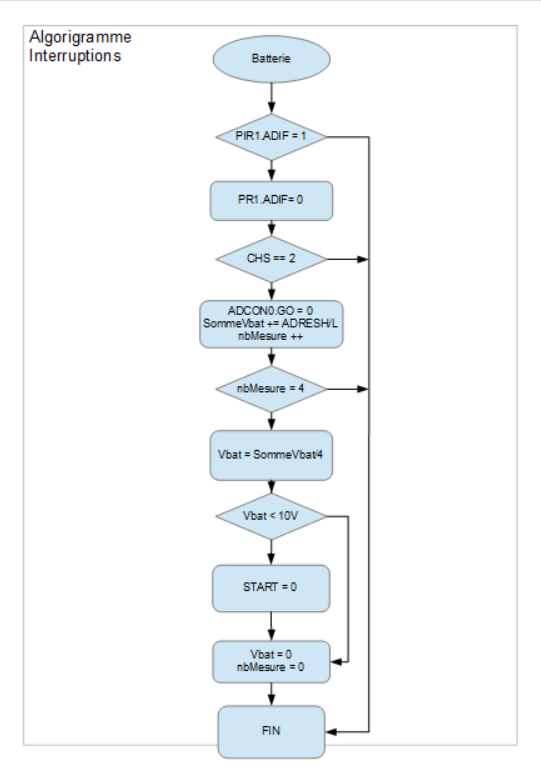 Algorigramme
Interruptions
Batterie
PIR1.ADIF = 1
PR1.ADIF= 0
CHS == 2
ADCON0.GO = 0
SommeVbat += ADRESH/L
nbMesure ++
nbMesure = 4
Vbat = SommeVbat/4
Vbat < 10V
START = 0
Vbat = 0
nbMesure = 0
FIN